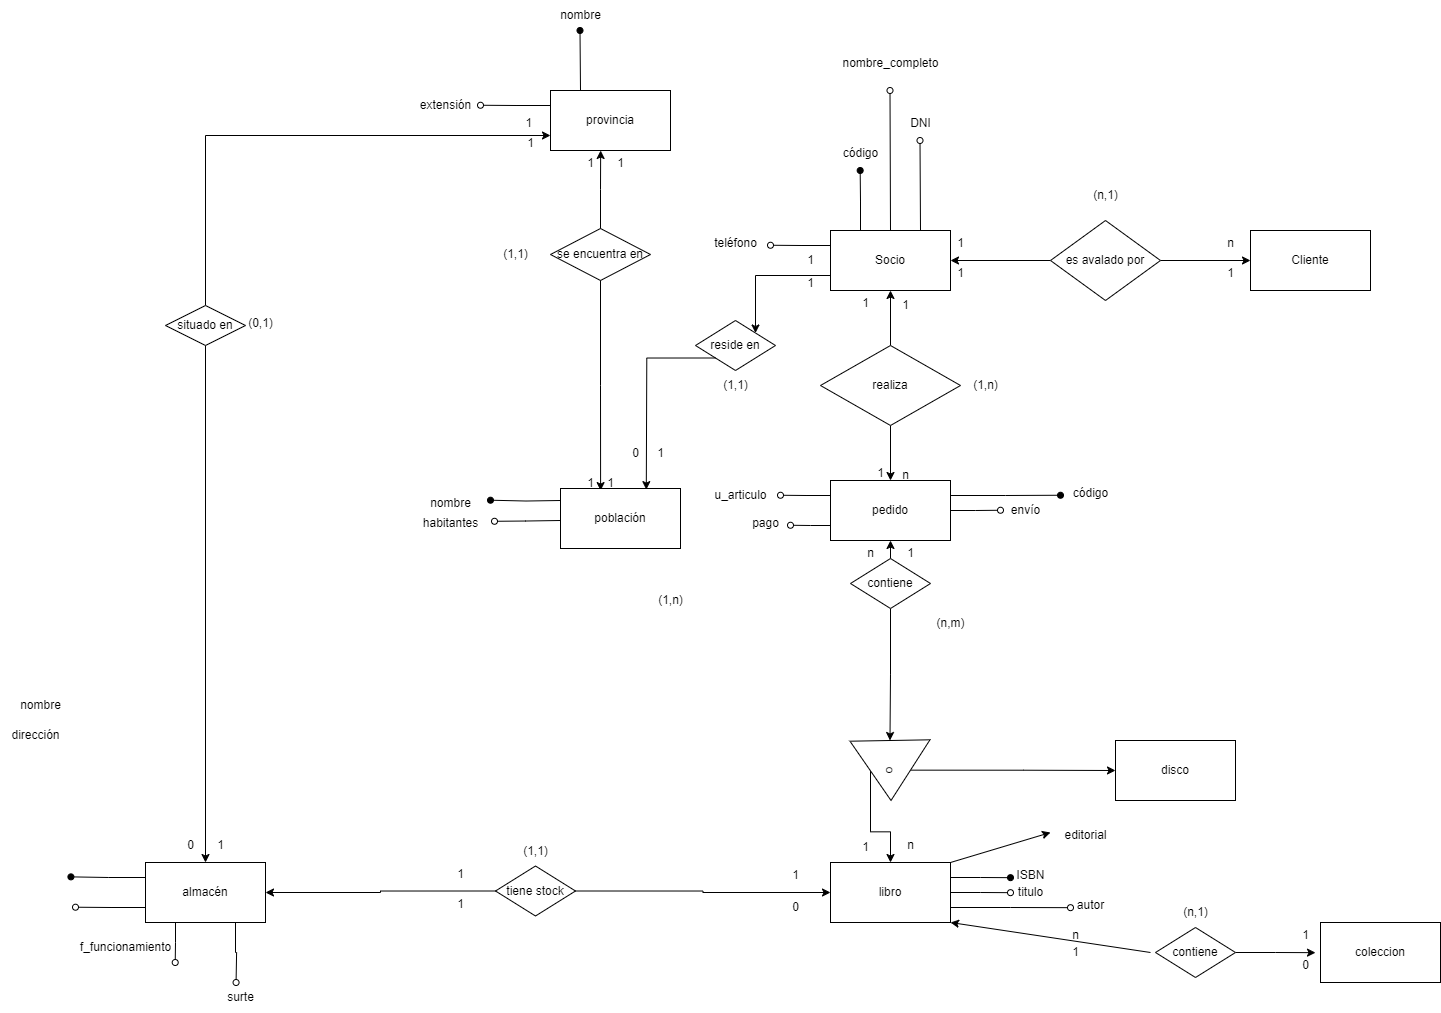 nombre
nombre_completo
extensión
provincia
1
1
DNI
código
1
1
(n,1)
teléfono
Socio
1
1
n
1
es avalado por
Cliente
(1,1)
se encuentra en
1
1
1
1
situado en
(0,1)
reside en
(1,1)
realiza
(1,n)
0
1
1
1
1
n
nombre
habitantes
población
u_articulo
pago
pedido
código
envío
n
1
contiene
(1,n)
(n,m)
nombre
dirección
o
disco
0
1
1
n
editorial
(1,1)
1
1
1
0
almacén
tiene stock
libro
ISBN
titulo
autor
(n,1)
f_funcionamiento
n
1
contiene
1
0
coleccion
surte